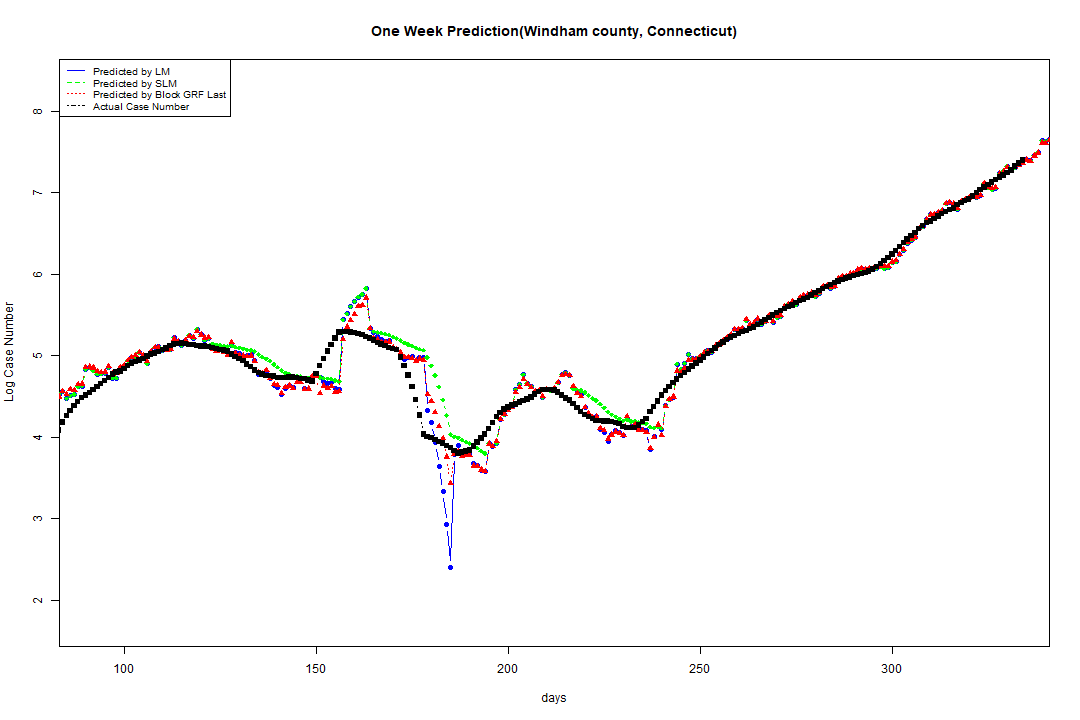 One Week Prediction(Windham county, Connecticut)
Predicted by LM
Predicted by SLM
Predicted by Block GRF Last
Actual Case Number
8
7
6
5
4
3
2
Log Case Number
100 150 200 250 300
days